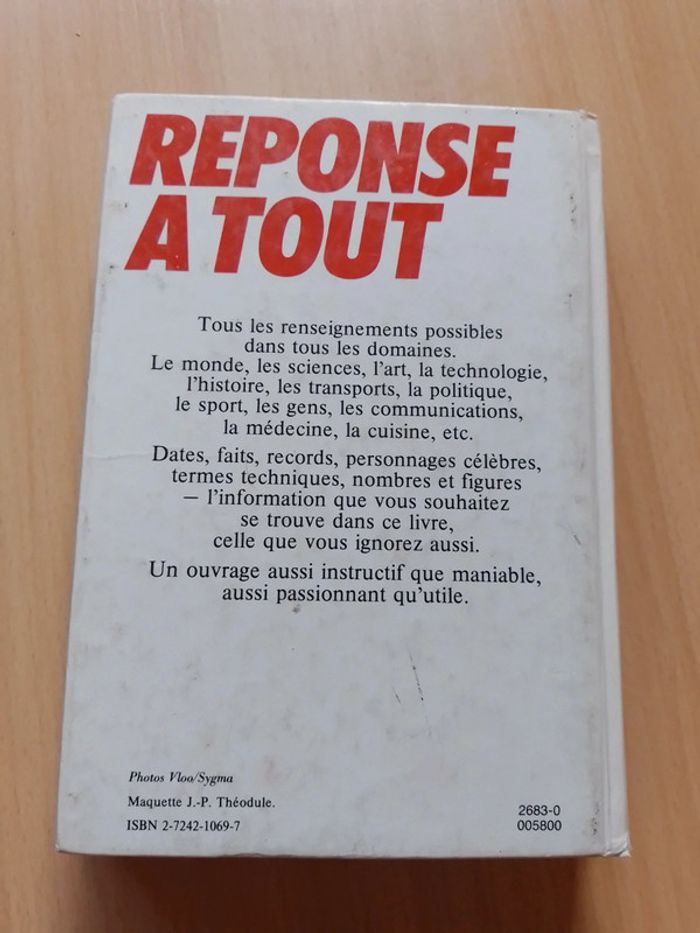 REPONSE
A TOUT
Tous les renseignements possibles
dans tous les domaines.
Le monde, les sciences, l'art, la technologie,
l'histoire, les transports, la politique,
le sport, les gens, les communications,
la médecine, la cuisine, etc.
Dates, faits, records, personnages célèbres,
termes techniques, nombres et figures
— l'information que vous souhaitez
se trouve dans ce livre,
celle que vous ignorez aussi.
Un ouvrage aussi instructif que maniable,
aussi passionnant qu'utile.
Photos Vloo/Sygma
Maquette J.-P. Théodule.
ISBN 2-7242-1069-7
2683-0
005800